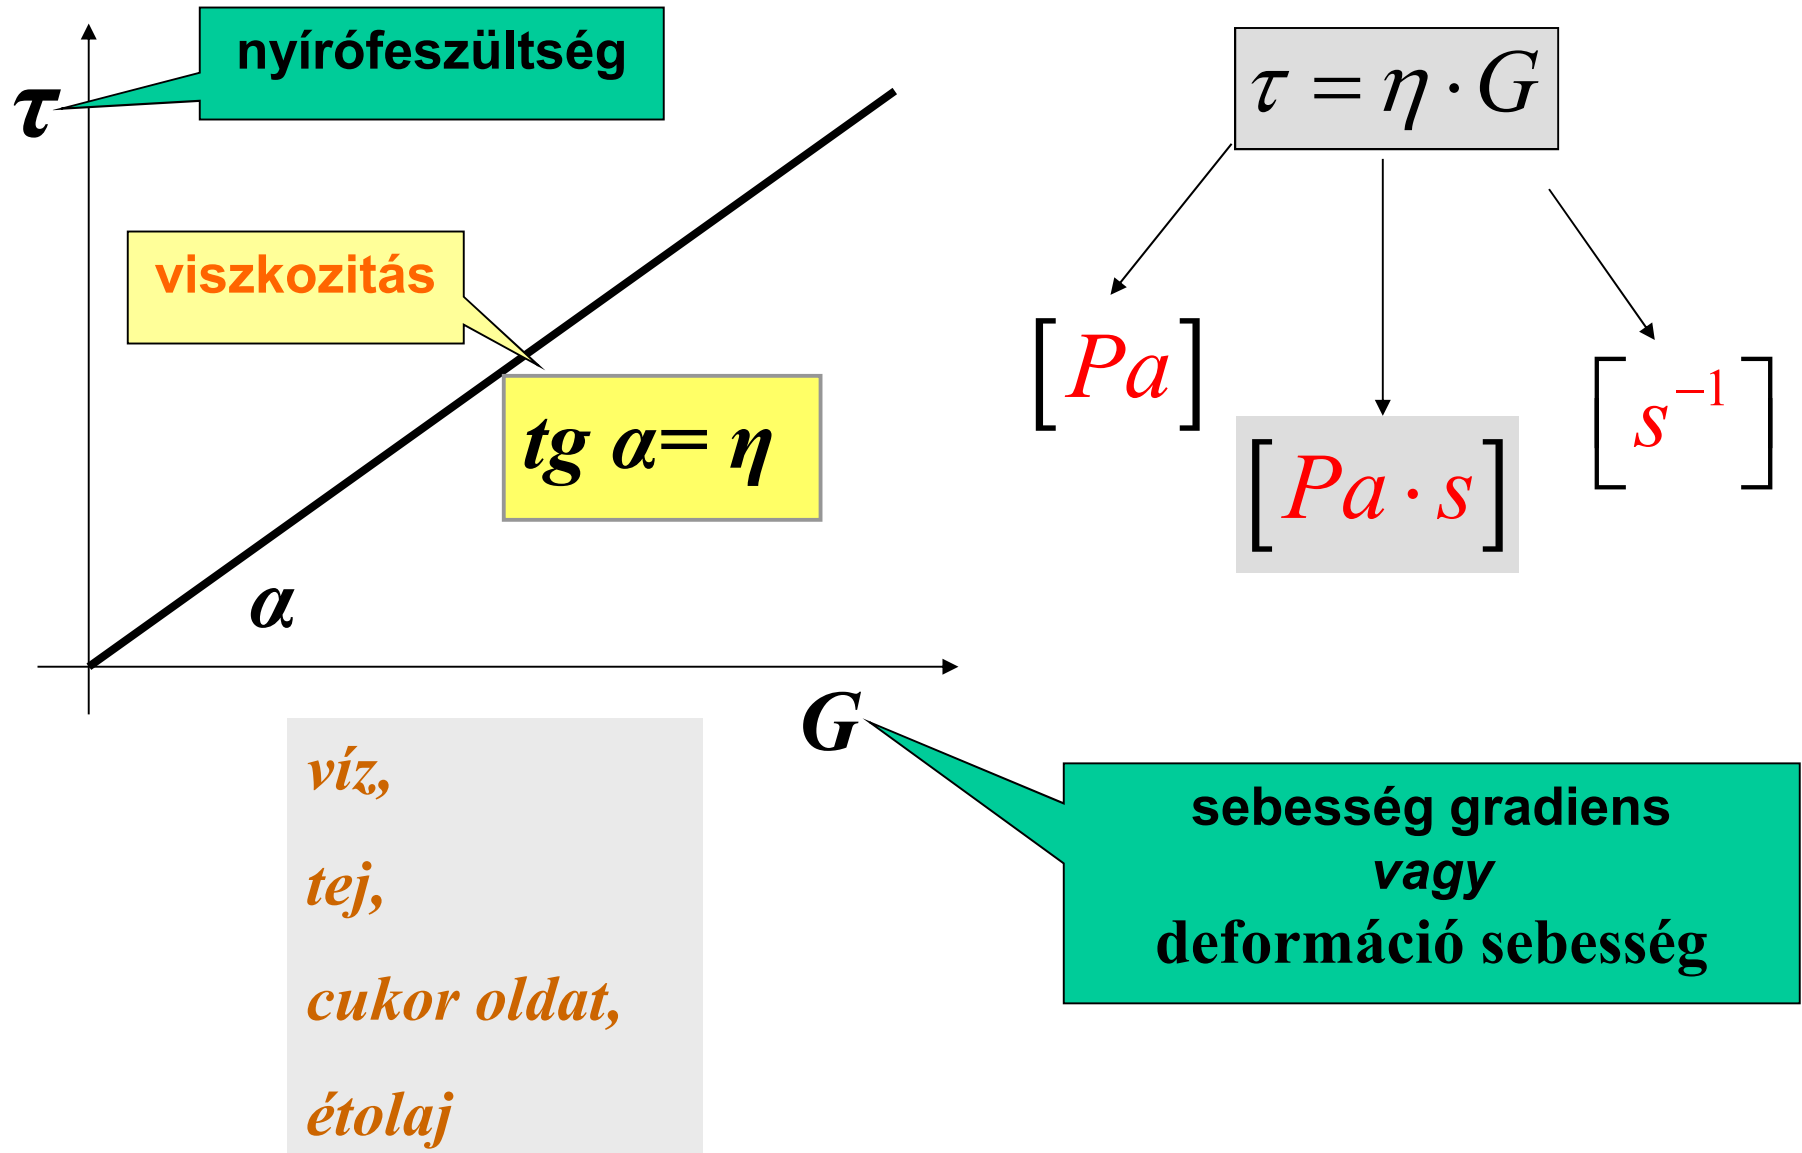 nyírófeszültség
τ
τ = η · G
viszkozitás
[Pa]
[s⁻¹]
tg α= η
[Pa · s]
α
G
víz,
tej,
cukor oldat,
étolaj
sebesség gradiens
vagy
deformáció sebesség